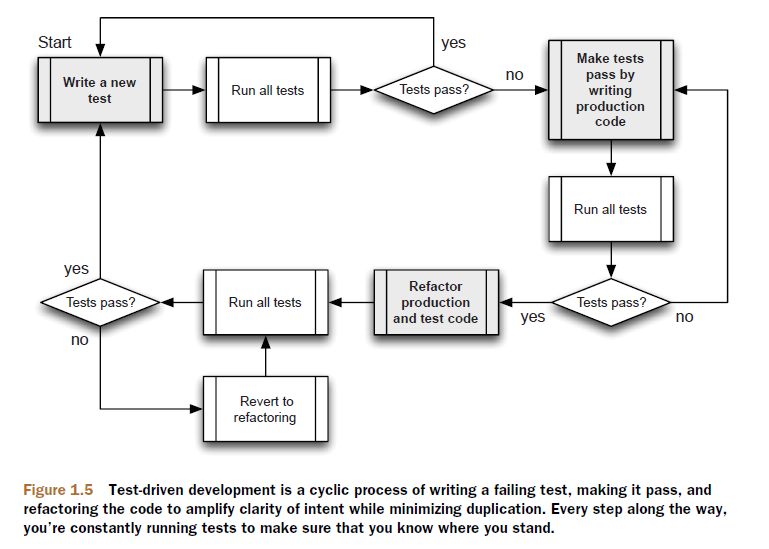 Start
yes
Write a new
test
Run all tests
Tests pass?
no
Make tests
pass by
writing
production
code
Run all tests
Tests pass?
no
yes
Refactor
production
and test code
Run all tests
yes
Tests pass?
no
Revert to
refactoring
Figure 1.5 Test-driven development is a cyclic process of writing a failing test, making it pass, and
refactoring the code to amplify clarity of intent while minimizing duplication. Every step along the way,
you're constantly running tests to make sure that you know where you stand.